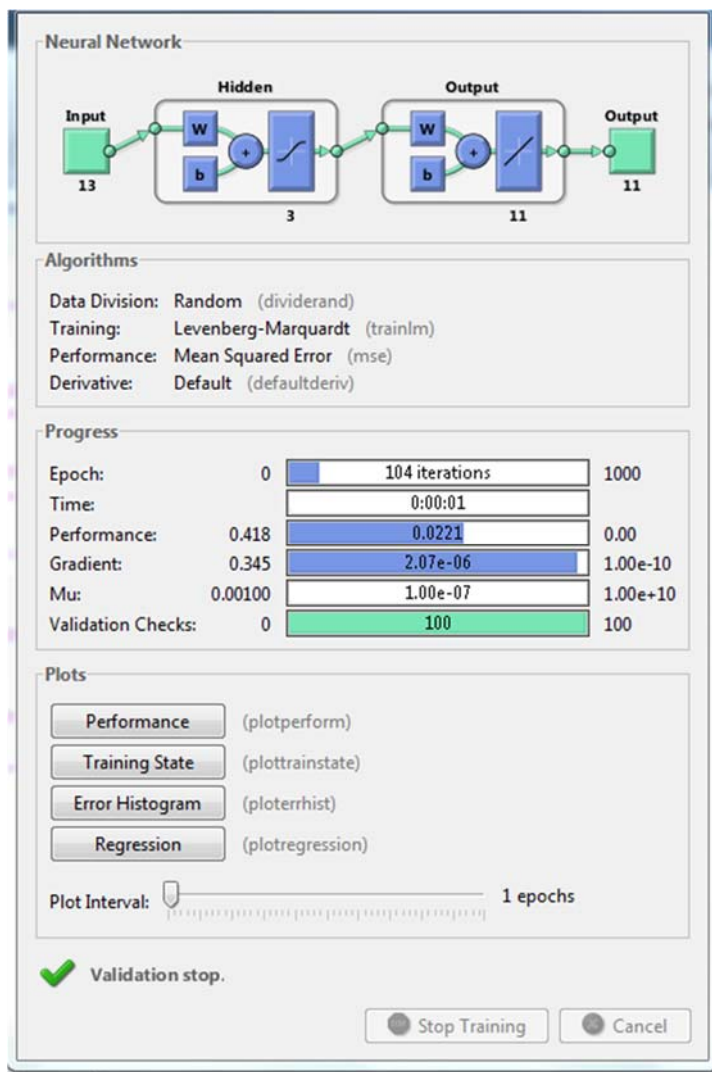 Neural Network
Hidden
Output
Input
Output
W
b
+
W
b
+
13
3
11
11
Algorithms
Data Division: Random (dividerand)
Training: Levenberg-Marquardt (trainlm)
Performance: Mean Squared Error (mse)
Derivative: Default (defaultderiv)
Progress
Epoch: 0 104 iterations 1000
Time: 0:00:01
Performance: 0.418 0.0221 0.00
Gradient: 0.345 2.07e-06 1.00e-10
Mu: 0.00100 1.00e-07 1.00e+10
Validation Checks: 0 100 100
Plots
Performance (plotperform)
Training State (plottrainstate)
Error Histogram (ploterrhist)
Regression (plotregression)
Plot Interval: 1 epochs
Validation stop.
Stop Training Cancel